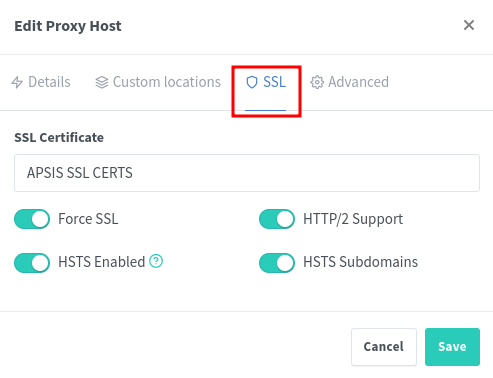 Edit Proxy Host
Details Custom locations SSL Advanced
SSL Certificate
APSIS SSL CERTS
Force SSL HTTP/2 Support
HSTS Enabled ? HSTS Subdomains
Cancel Save